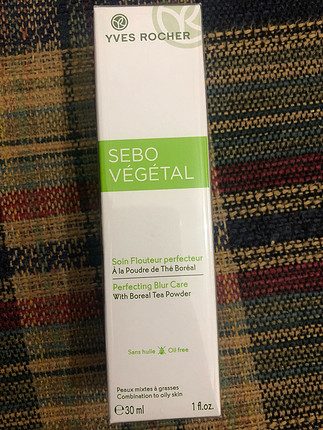 YVES ROCHER
SEBO
VÉGÉTAL
Soin Flouteur perfecteur
À la Poudre de Thé Boréal
Perfecting Blur Care
With Boreal Tea Powder
Sans huile Oil free
Peaux mixtes à grasses
Combination to oily skin
℮30 ml 1 fl.oz.